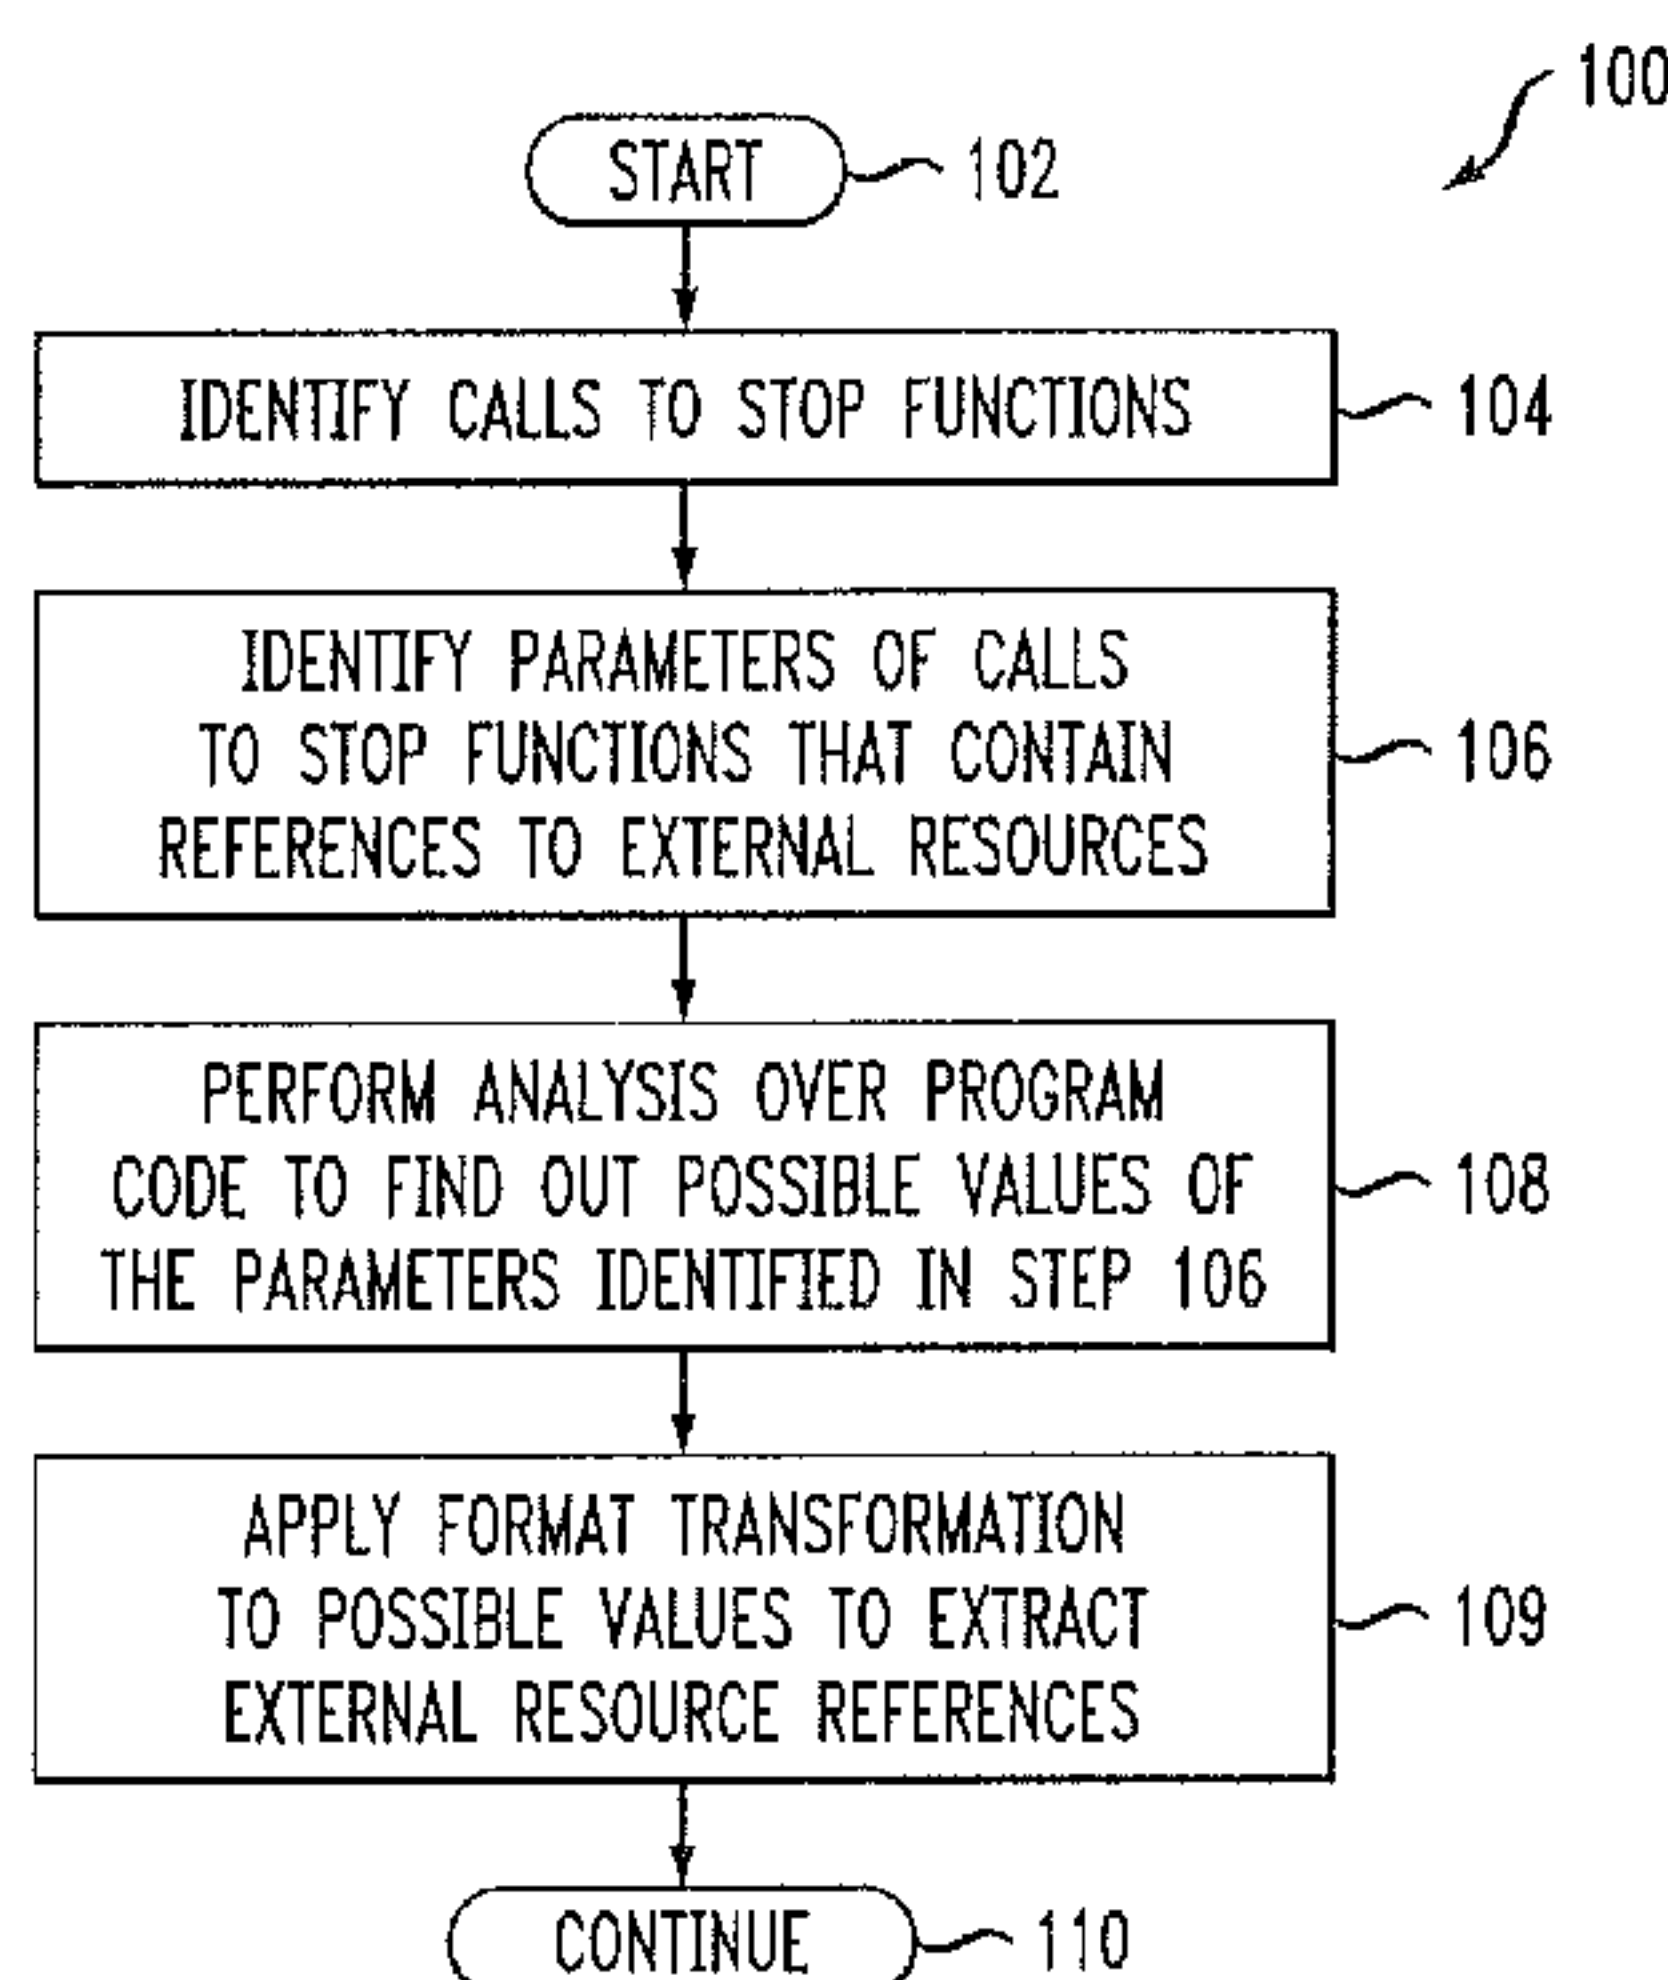 100
START
102
IDENTIFY CALLS TO STOP FUNCTIONS
104
IDENTIFY PARAMETERS OF CALLS
TO STOP FUNCTIONS THAT CONTAIN
REFERENCES TO EXTERNAL RESOURCES
106
PERFORM ANALYSIS OVER PROGRAM
CODE TO FIND OUT POSSIBLE VALUES OF
THE PARAMETERS IDENTIFIED IN STEP 106
108
APPLY FORMAT TRANSFORMATION
TO POSSIBLE VALUES TO EXTRACT
EXTERNAL RESOURCE REFERENCES
109
CONTINUE
110